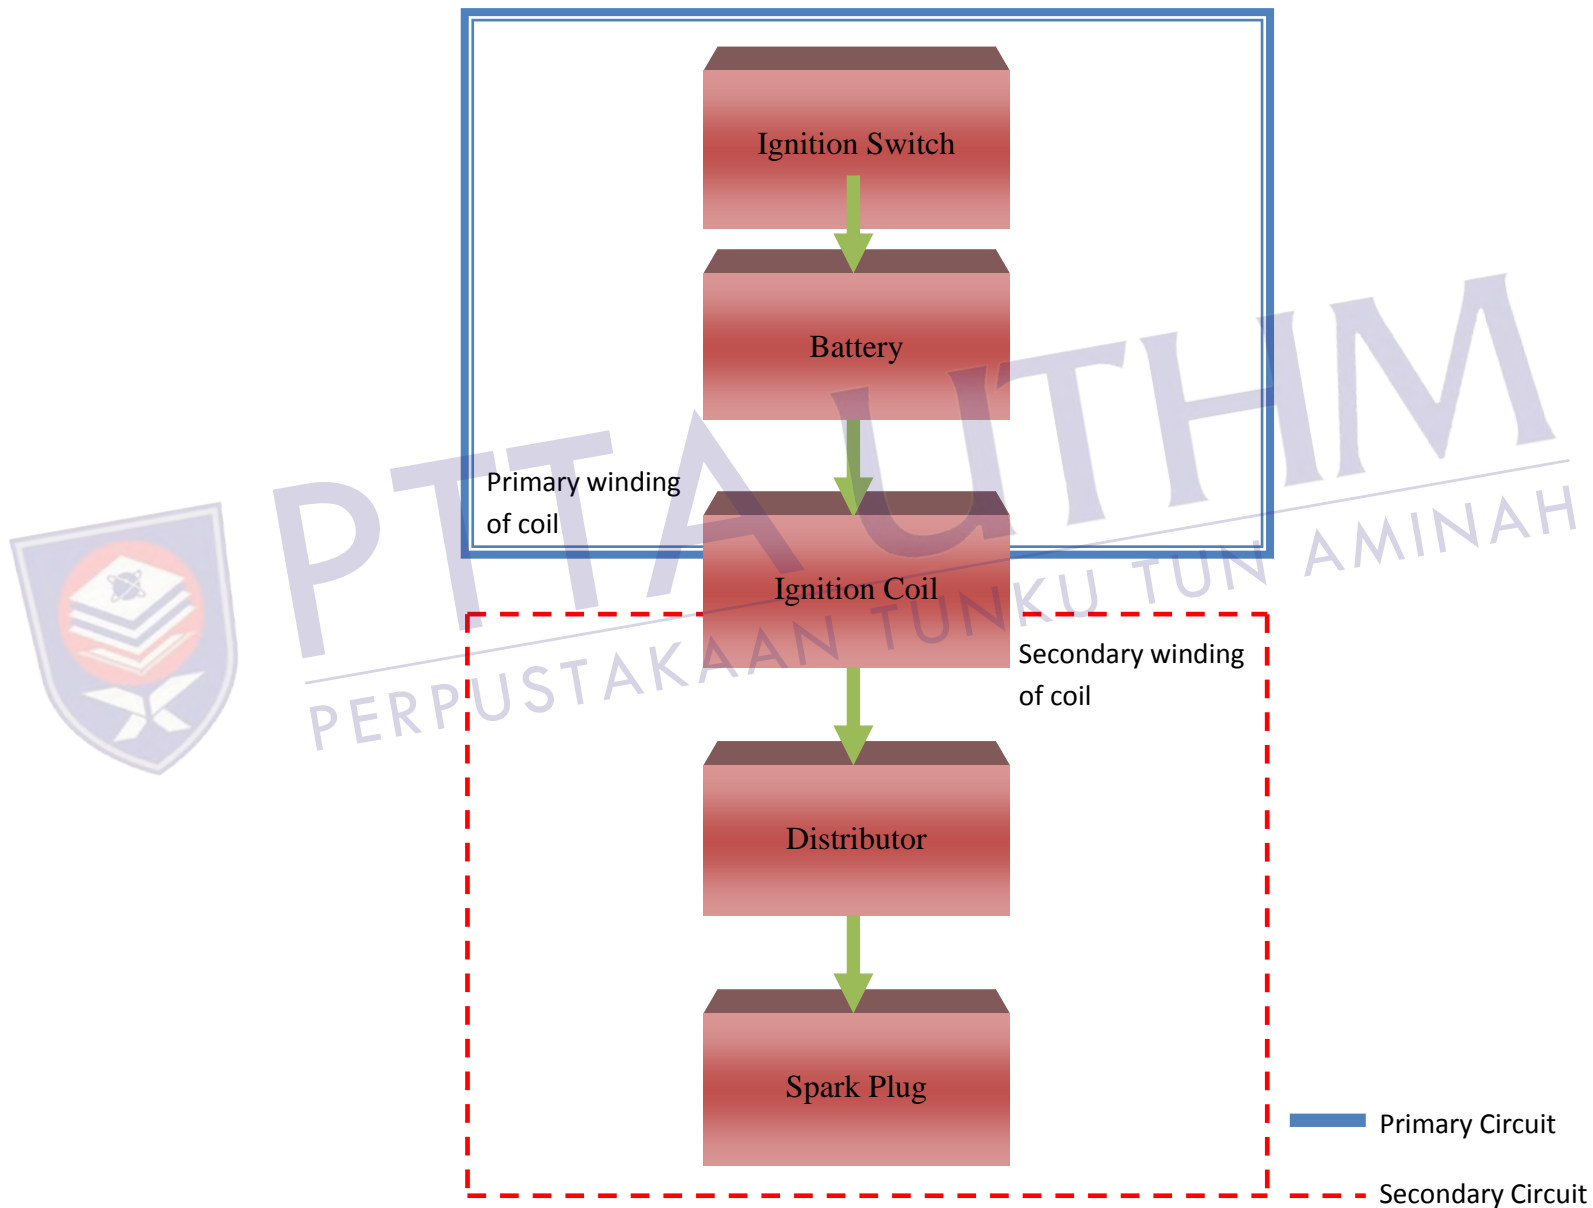 Ignition Switch
Battery
Primary winding
of coil
Ignition Coil
Secondary winding
of coil
Distributor
Spark Plug
Primary Circuit
Secondary Circuit
PTTA UTHM
PERPUSTAKAAN TUNKU TUN AMINAH